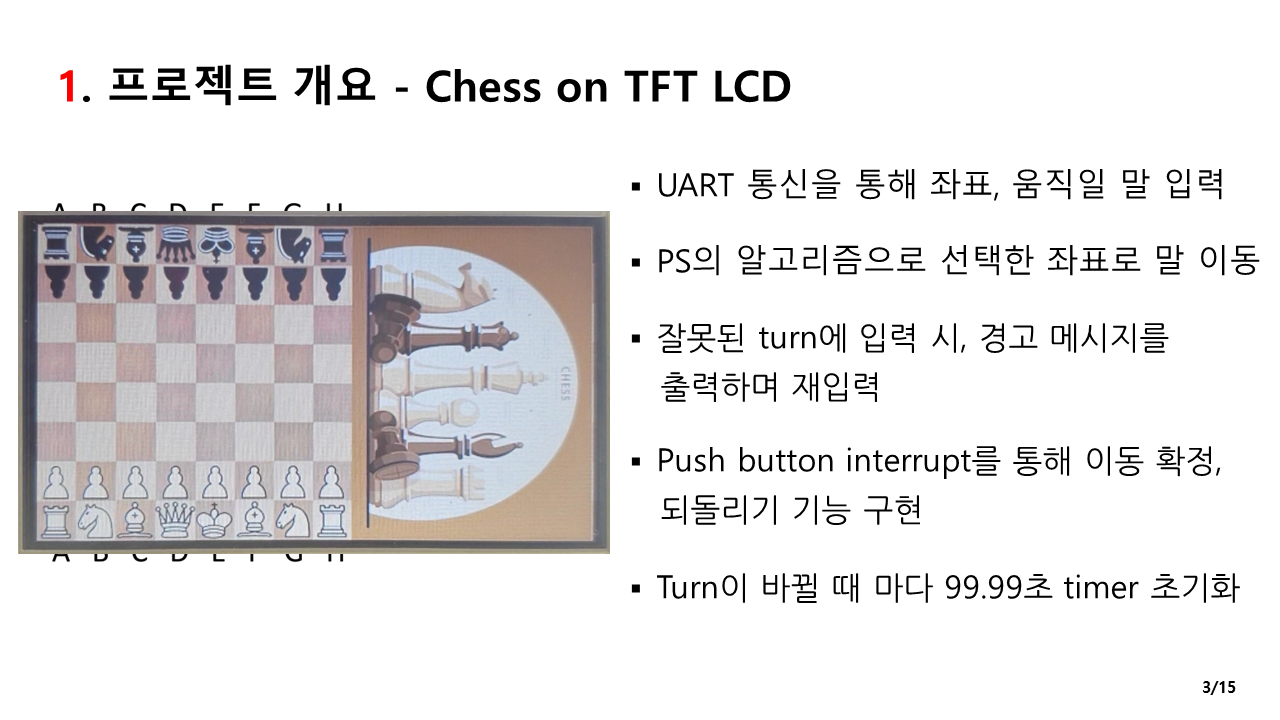 1. 프로젝트 개요 - Chess on TFT LCD
A B C D E F G H
CHESS
A B C D E F G H
▪ UART 통신을 통해 좌표, 움직일 말 입력
▪ PS의 알고리즘으로 선택한 좌표로 말 이동
▪ 잘못된 turn에 입력 시, 경고 메시지를
출력하며 재입력
▪ Push button interrupt를 통해 이동 확정,
되돌리기 기능 구현
▪ Turn이 바뀔 때 마다 99.99초 timer 초기화
3/15